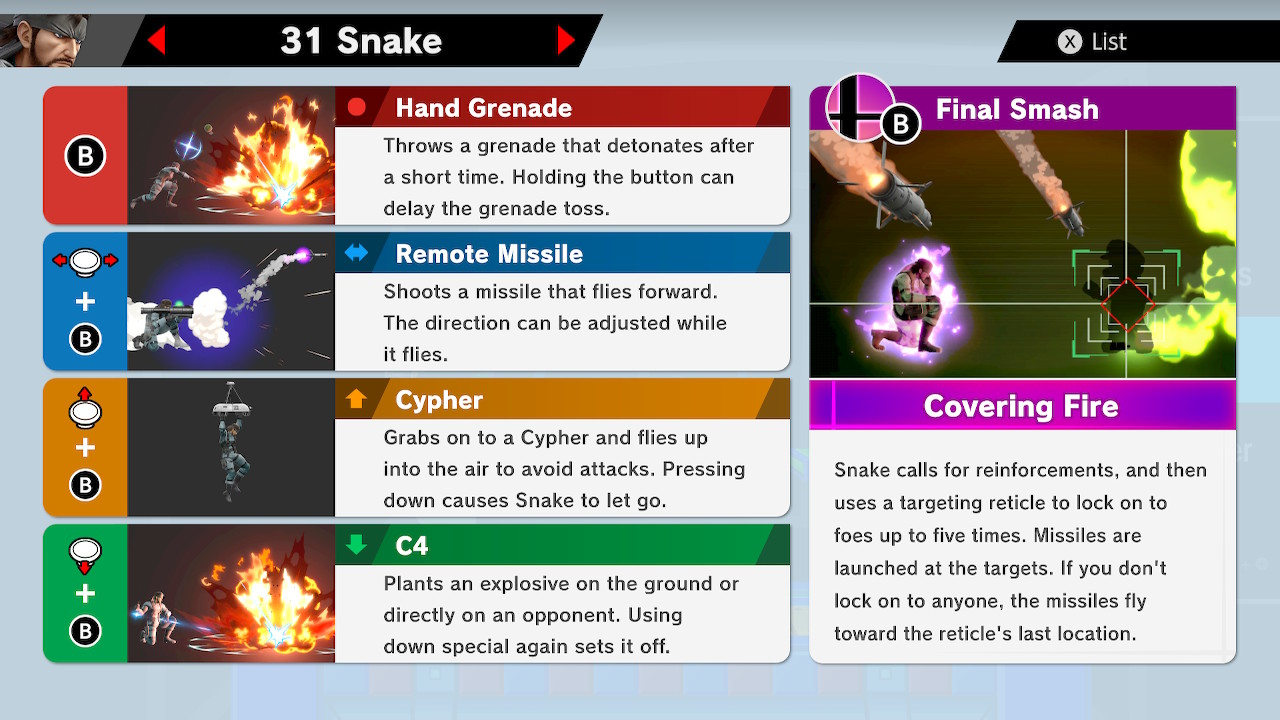 31 Snake
X List
B
Hand Grenade
Throws a grenade that detonates after
a short time. Holding the button can
delay the grenade toss.
+
B
Remote Missile
Shoots a missile that flies forward.
The direction can be adjusted while
it flies.
+
B
Cypher
Grabs on to a Cypher and flies up
into the air to avoid attacks. Pressing
down causes Snake to let go.
+
B
C4
Plants an explosive on the ground or
directly on an opponent. Using
down special again sets it off.
B
Final Smash
Covering Fire
Snake calls for reinforcements, and then
uses a targeting reticle to lock on to
foes up to five times. Missiles are
launched at the targets. If you don't
lock on to anyone, the missiles fly
toward the reticle's last location.